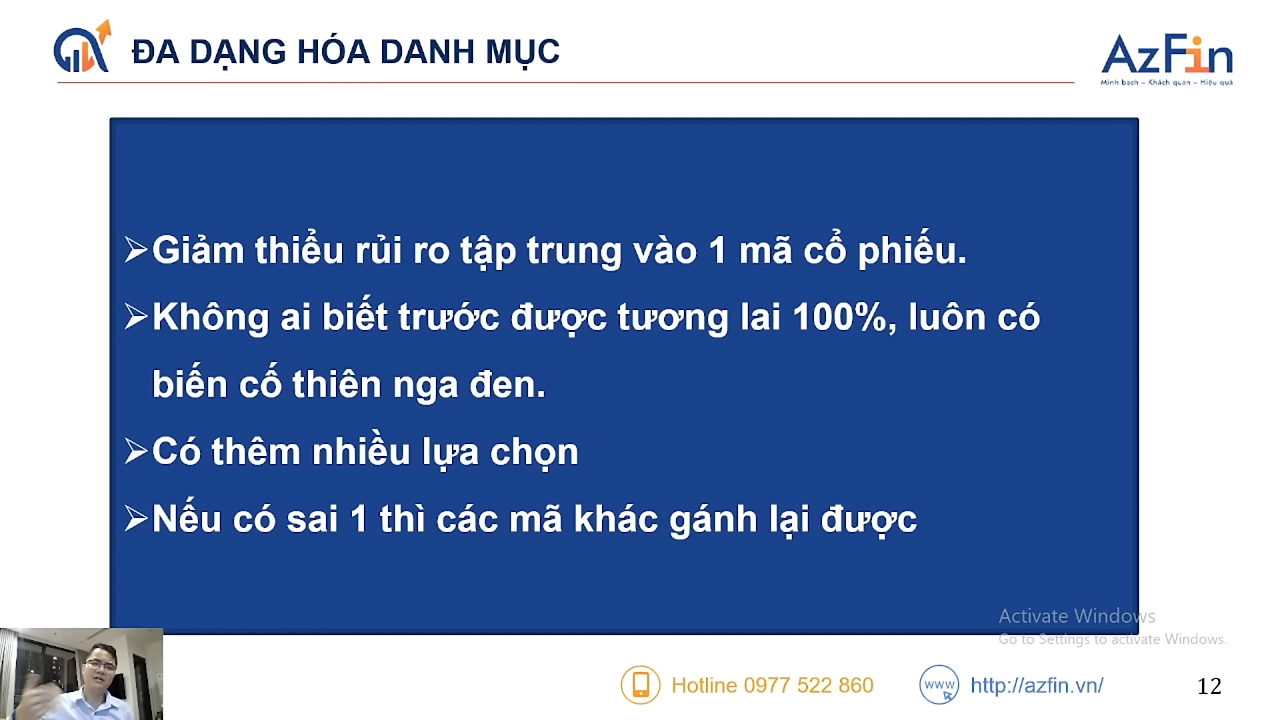 ĐA DẠNG HÓA DANH MỤC
AzFin
Minh bạch – Khách quan – Hiệu quả
➢Giảm thiểu rủi ro tập trung vào 1 mã cổ phiếu.
➢Không ai biết trước được tương lai 100%, luôn có
biến cố thiên nga đen.
➢Có thêm nhiều lựa chọn
➢Nếu có sai 1 thì các mã khác gánh lại được
Activate Windows
Go to Settings to activate Windows.
Hotline 0977 522 860
www
http://azfin.vn/
12